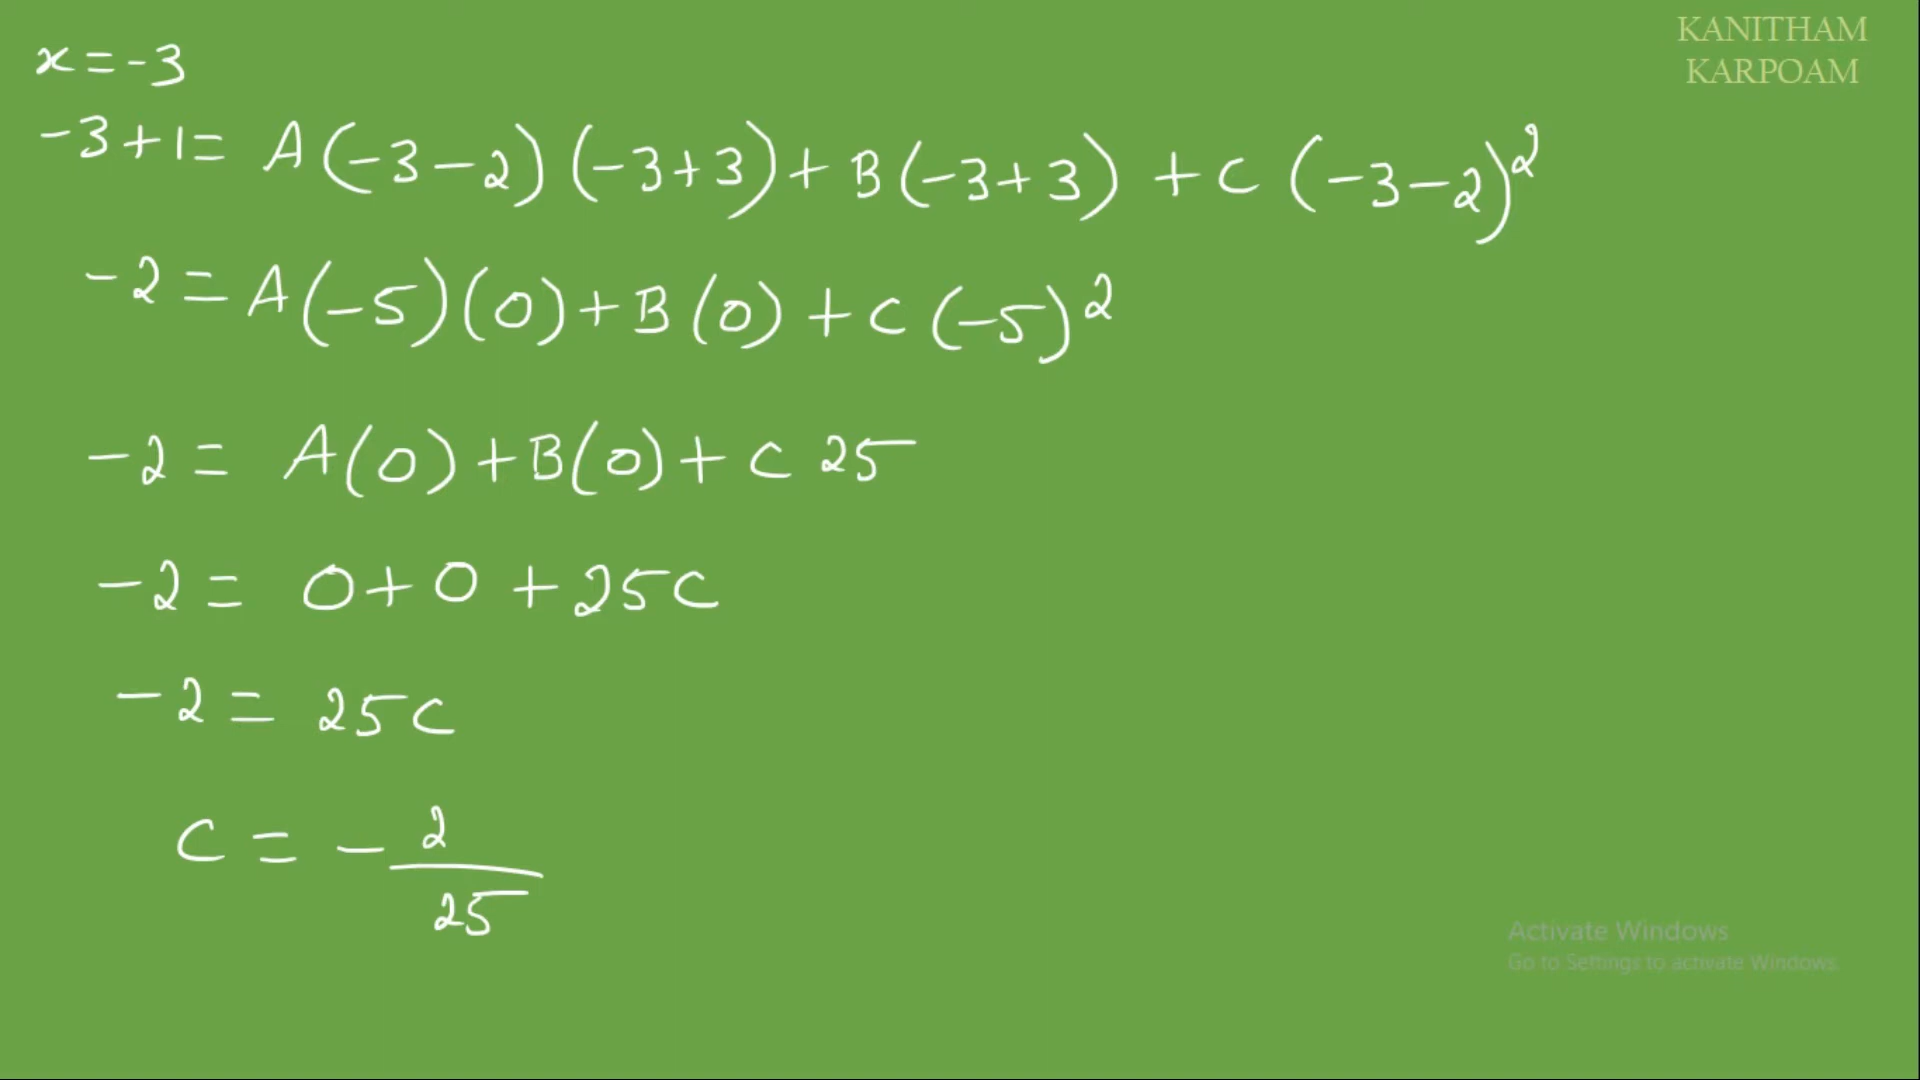 KANITHAM
KARPOAM
x = -3
-3+1 = A(-3-2)(-3+3)+B(-3+3) + C(-3-2)²
-2 = A(-5)(0)+B(0) + C(-5)²
-2 = A(0)+B(0)+ C 25
-2 = 0+0 + 25C
-2 = 25C
C = - 2/25
Activate Windows
Go to Settings to activate Windows.